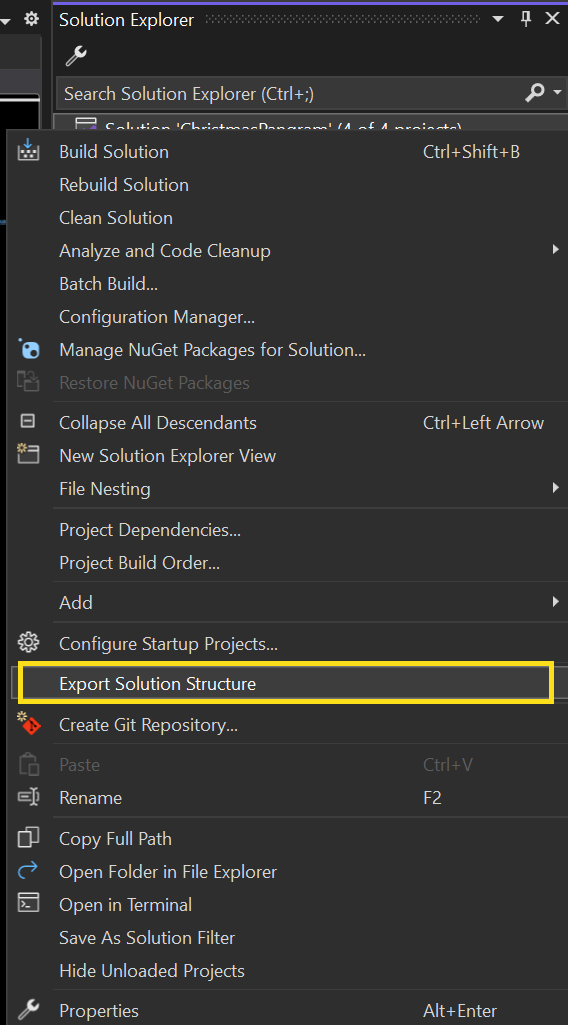 Solution Explorer
Search Solution Explorer (Ctrl+;)
Solution 'ChristmasPangram' (4 of 4 projects)
Build Solution Ctrl+Shift+B
Rebuild Solution
Clean Solution
Analyze and Code Cleanup
Batch Build...
Configuration Manager...
Manage NuGet Packages for Solution...
Restore NuGet Packages
Collapse All Descendants Ctrl+Left Arrow
New Solution Explorer View
File Nesting
Project Dependencies...
Project Build Order...
Add
Configure Startup Projects...
Export Solution Structure
Create Git Repository...
Paste Ctrl+V
Rename F2
Copy Full Path
Open Folder in File Explorer
Open in Terminal
Save As Solution Filter
Hide Unloaded Projects
Properties Alt+Enter